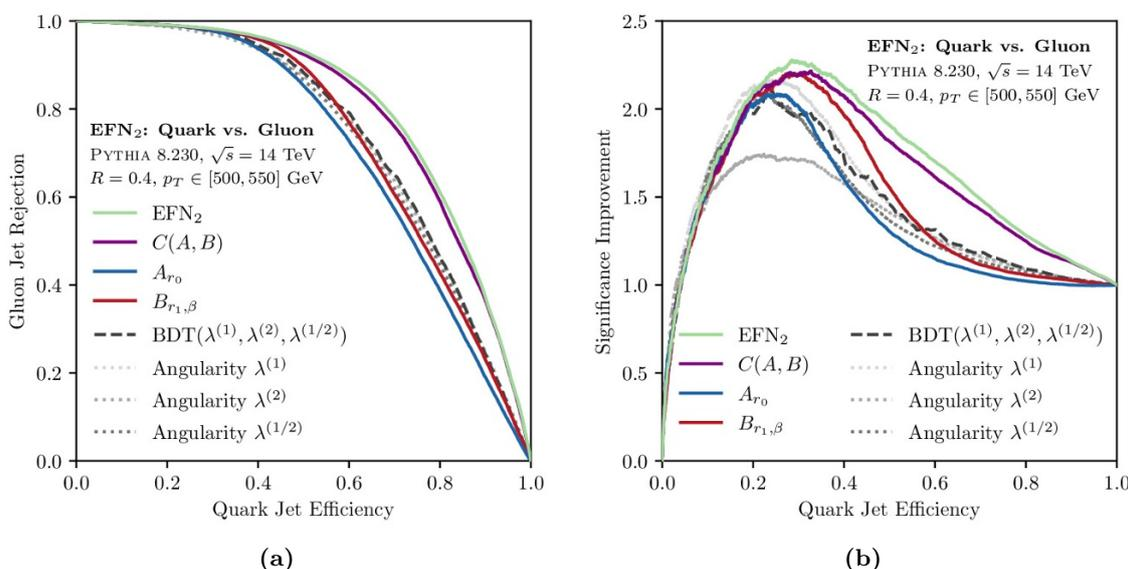 1.0
0.8
0.6
0.4
0.2
0.0
Gluon Jet Rejection
EFN₂: Quark vs. Gluon
PYTHIA 8.230, √s = 14 TeV
R = 0.4, p_T ∈ [500, 550] GeV
EFN₂
C(A, B)
A_{r₀}
B_{r₁,β}
BDT(λ⁽¹⁾, λ⁽²⁾, λ⁽¹/²⁾)
Angularity λ⁽¹⁾
Angularity λ⁽²⁾
Angularity λ⁽¹/²⁾
0.0 0.2 0.4 0.6 0.8 1.0
Quark Jet Efficiency
(a)
2.5
2.0
1.5
1.0
0.5
0.0
Significance Improvement
EFN₂: Quark vs. Gluon
PYTHIA 8.230, √s = 14 TeV
R = 0.4, p_T ∈ [500, 550] GeV
EFN₂
C(A, B)
A_{r₀}
B_{r₁,β}
BDT(λ⁽¹⁾, λ⁽²⁾, λ⁽¹/²⁾)
Angularity λ⁽¹⁾
Angularity λ⁽²⁾
Angularity λ⁽¹/²⁾
0.0 0.2 0.4 0.6 0.8 1.0
Quark Jet Efficiency
(b)